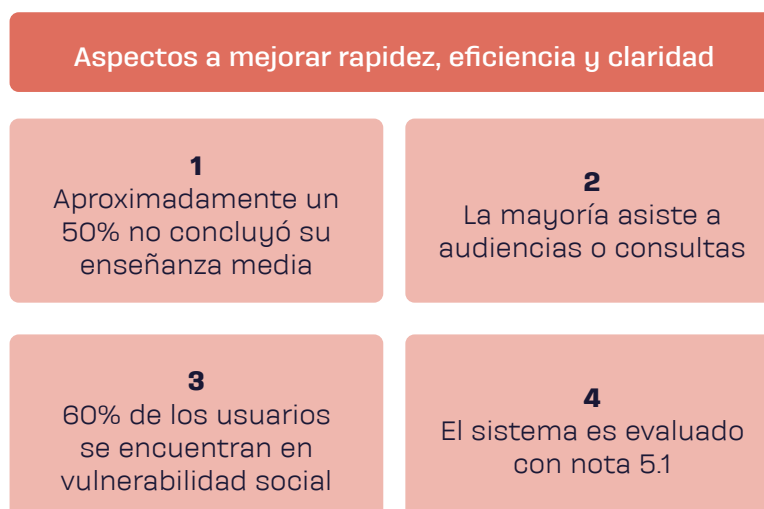 Aspectos a mejorar rapidez, eficiencia y claridad
1
Aproximadamente un
50% no concluyó su
enseñanza media
2
La mayoría asiste a
audiencias o consultas
3
60% de los usuarios
se encuentran en
vulnerabilidad social
4
El sistema es evaluado
con nota 5.1